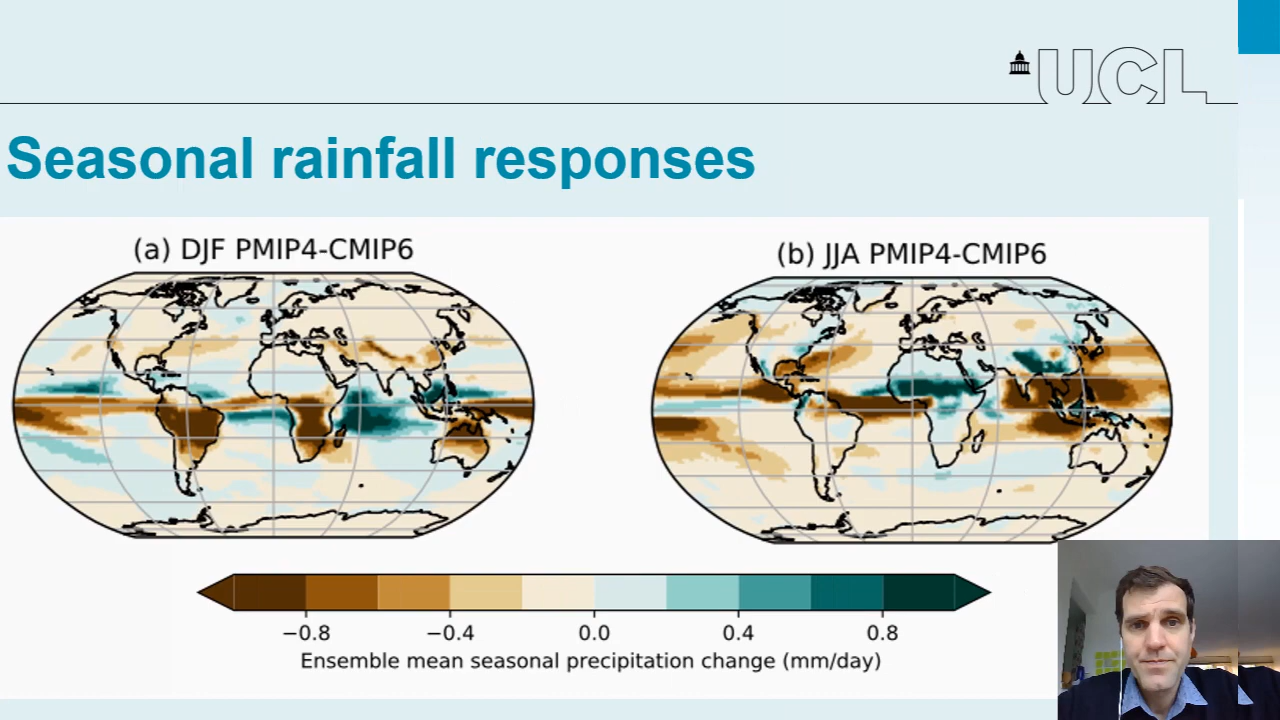 UCL
Seasonal rainfall responses
(a) DJF PMIP4-CMIP6
(b) JJA PMIP4-CMIP6
−0.8 −0.4 0.0 0.4 0.8
Ensemble mean seasonal precipitation change (mm/day)